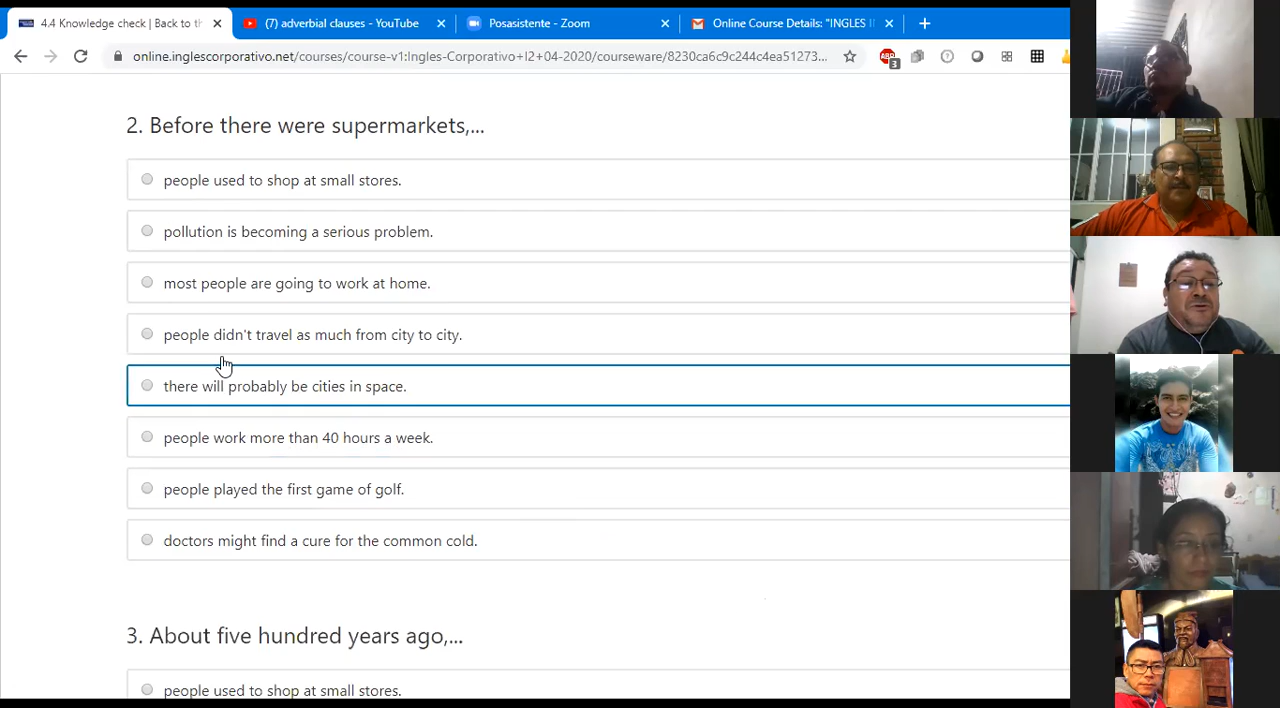 4.4 Knowledge check | Back to th
(7) adverbial clauses - YouTube
Posasistente - Zoom
Online Course Details: "INGLES II
online.inglescorporativo.net/courses/course-v1:Ingles-Corporativo+I2+04-2020/courseware/8230ca6c9c244c4ea51273...
3
2. Before there were supermarkets,...
people used to shop at small stores.
pollution is becoming a serious problem.
most people are going to work at home.
people didn't travel as much from city to city.
there will probably be cities in space.
people work more than 40 hours a week.
people played the first game of golf.
doctors might find a cure for the common cold.
3. About five hundred years ago,...
people used to shop at small stores.